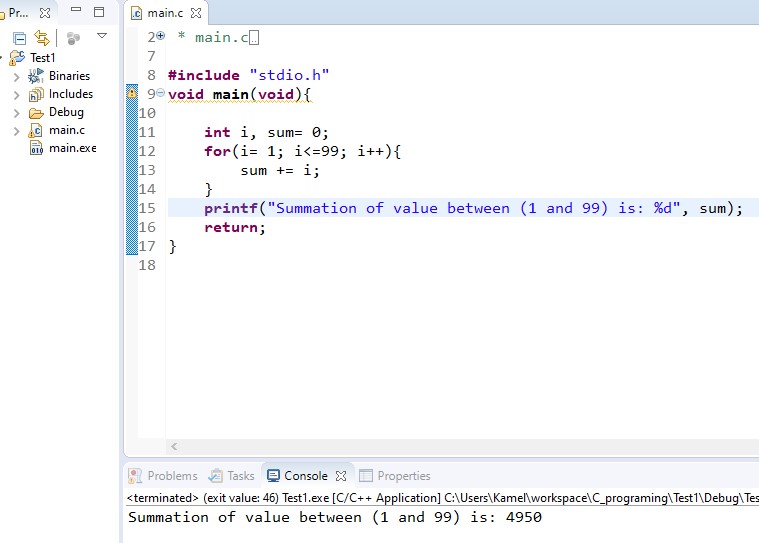 Pr...
main.c
Test1
Binaries
Includes
Debug
main.c
main.exe
2 * main.c
7
8 #include "stdio.h"
9 void main(void){
10
11 int i, sum= 0;
12 for(i= 1; i<=99; i++){
13 sum += i;
14 }
15 printf("Summation of value between (1 and 99) is: %d", sum);
16 return;
17 }
18
Problems Tasks Console Properties
<terminated> (exit value: 46) Test1.exe [C/C++ Application] C:\Users\Kamel\workspace\C_programing\Test1\Debug\Tes
Summation of value between (1 and 99) is: 4950